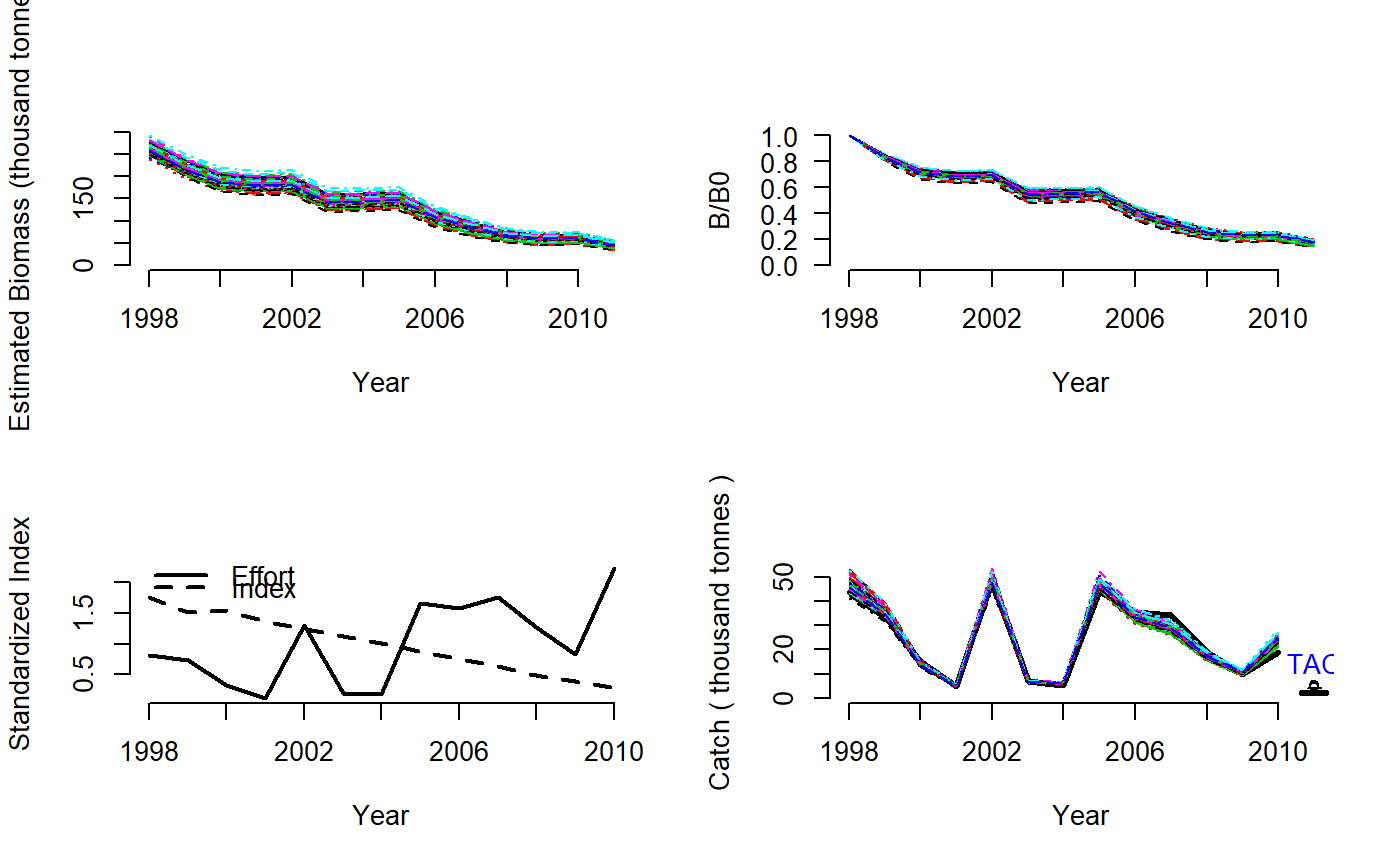 Estimated Biomass (thousand tonne
150
0
1998 2002 2006 2010
Year
B/B0
1.0
0.8
0.6
0.4
0.2
0.0
1998 2002 2006 2010
Year
Standardized Index
Effort
Index
1.5
0.5
1998 2002 2006 2010
Year
Catch ( thousand tonnes )
50
20
0
TAC
1998 2002 2006 2010
Year